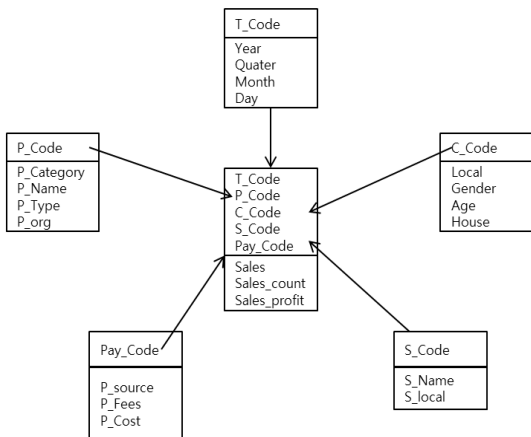 T_Code
Year
Quater
Month
Day
P_Code
P_Category
P_Name
P_Type
P_org
T_Code
P_Code
C_Code
S_Code
Pay_Code
Sales
Sales_count
Sales_profit
C_Code
Local
Gender
Age
House
Pay_Code
P_source
P_Fees
P_Cost
S_Code
S_Name
S_local